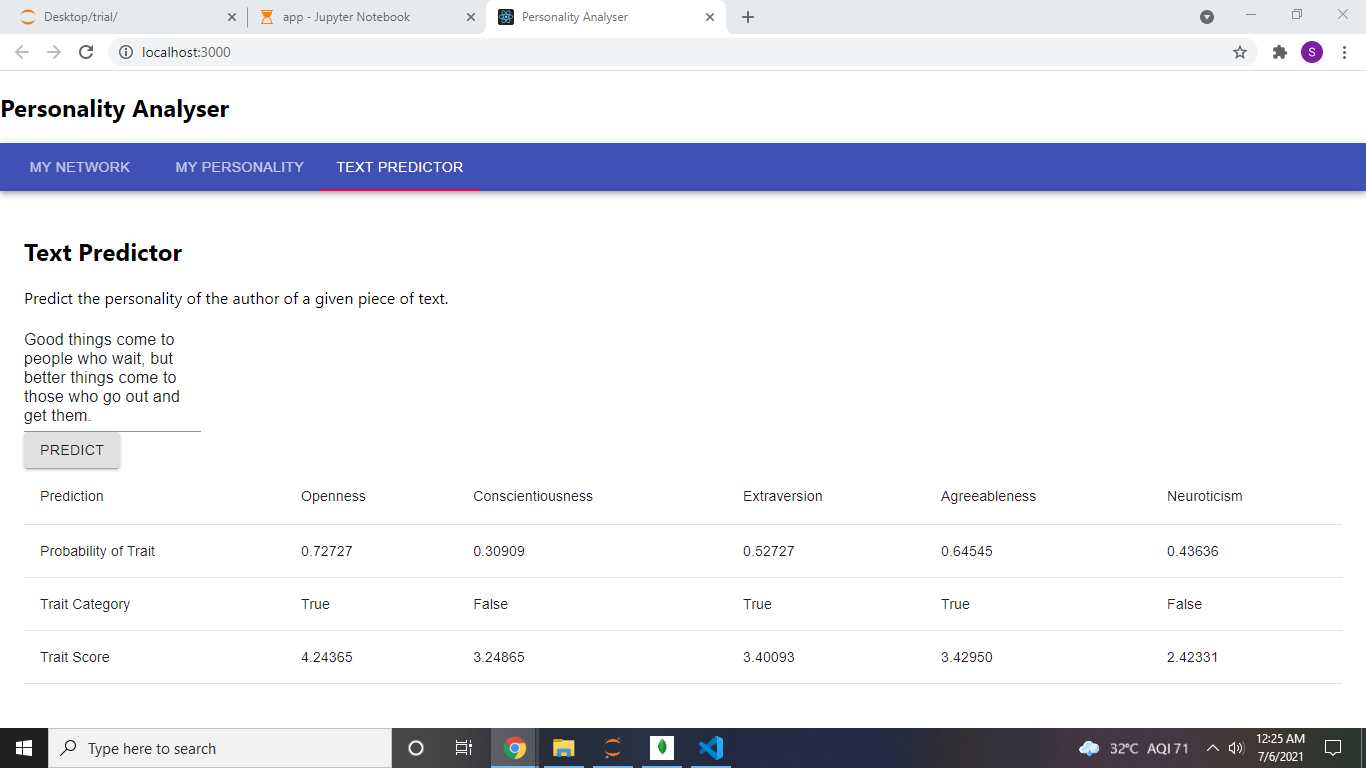 Desktop/trial/
app - Jupyter Notebook
Personality Analyser
localhost:3000
S
Personality Analyser
MY NETWORK MY PERSONALITY TEXT PREDICTOR
Text Predictor
Predict the personality of the author of a given piece of text.
Good things come to
people who wait, but
better things come to
those who go out and
get them.
PREDICT
Prediction Openness Conscientiousness Extraversion Agreeableness Neuroticism
Probability of Trait 0.72727 0.30909 0.52727 0.64545 0.43636
Trait Category True False True True False
Trait Score 4.24365 3.24865 3.40093 3.42950 2.42331
Type here to search
32°C AQI 71
12:25 AM
7/6/2021